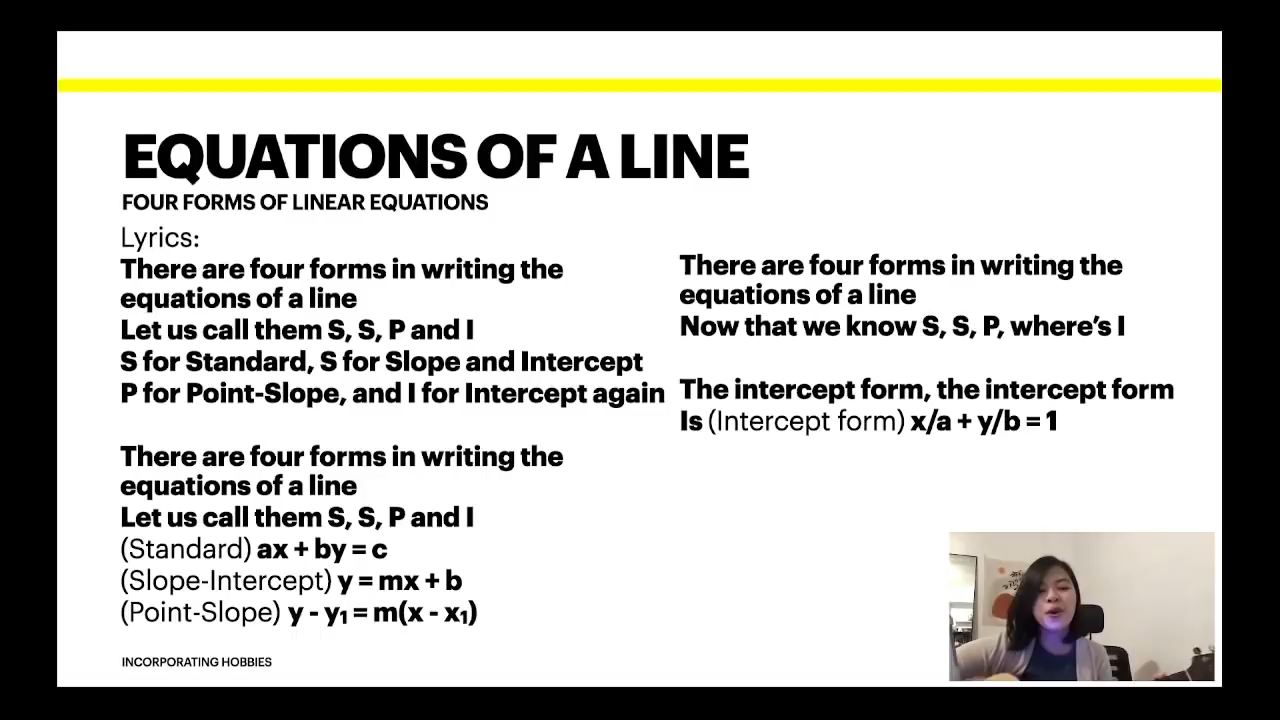 EQUATIONS OF A LINE
FOUR FORMS OF LINEAR EQUATIONS
Lyrics:
There are four forms in writing the
equations of a line
Let us call them S, S, P and I
S for Standard, S for Slope and Intercept
P for Point-Slope, and I for Intercept again
There are four forms in writing the
equations of a line
Let us call them S, S, P and I
(Standard) ax + by = c
(Slope-Intercept) y = mx + b
(Point-Slope) y - y₁ = m(x - x₁)
There are four forms in writing the
equations of a line
Now that we know S, S, P, where’s I
The intercept form, the intercept form
Is (Intercept form) x/a + y/b = 1
INCORPORATING HOBBIES